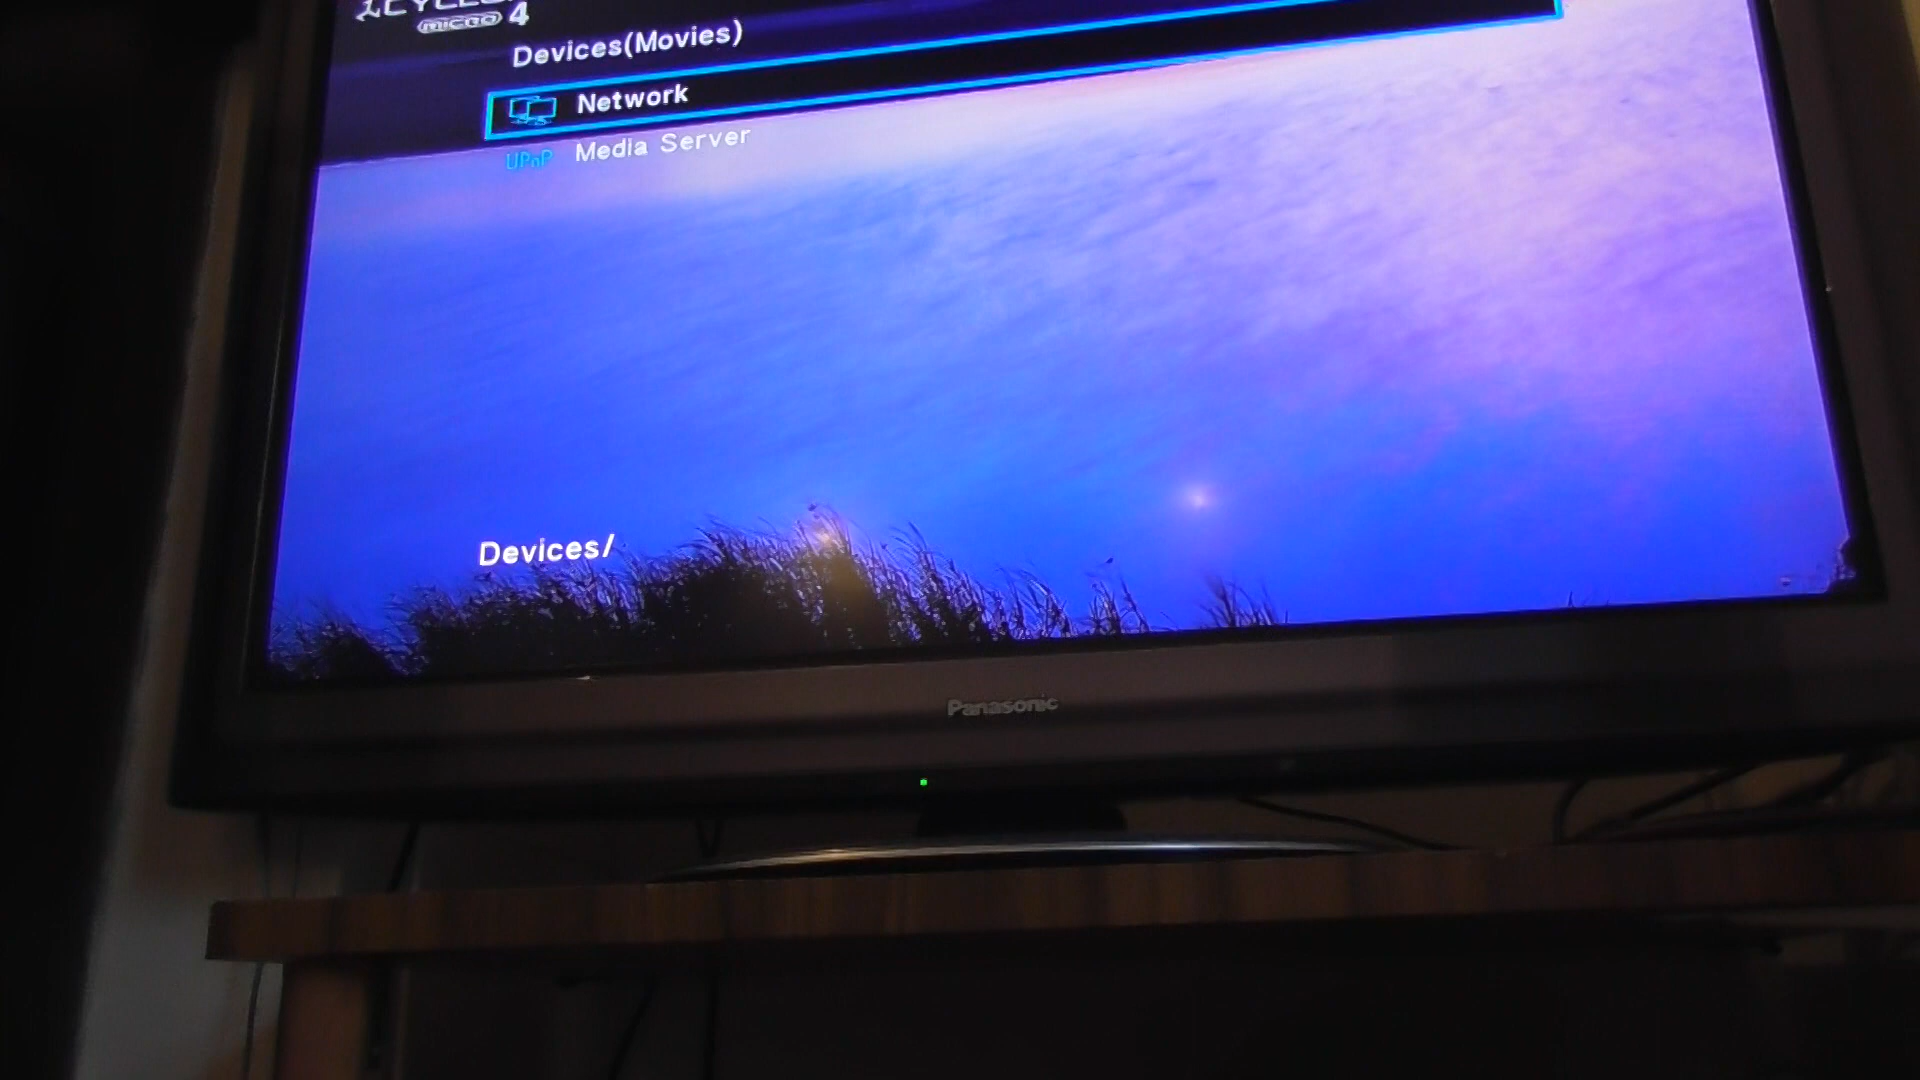 micro 4
Devices(Movies)
Network
UPnP Media Server
Devices/
Panasonic